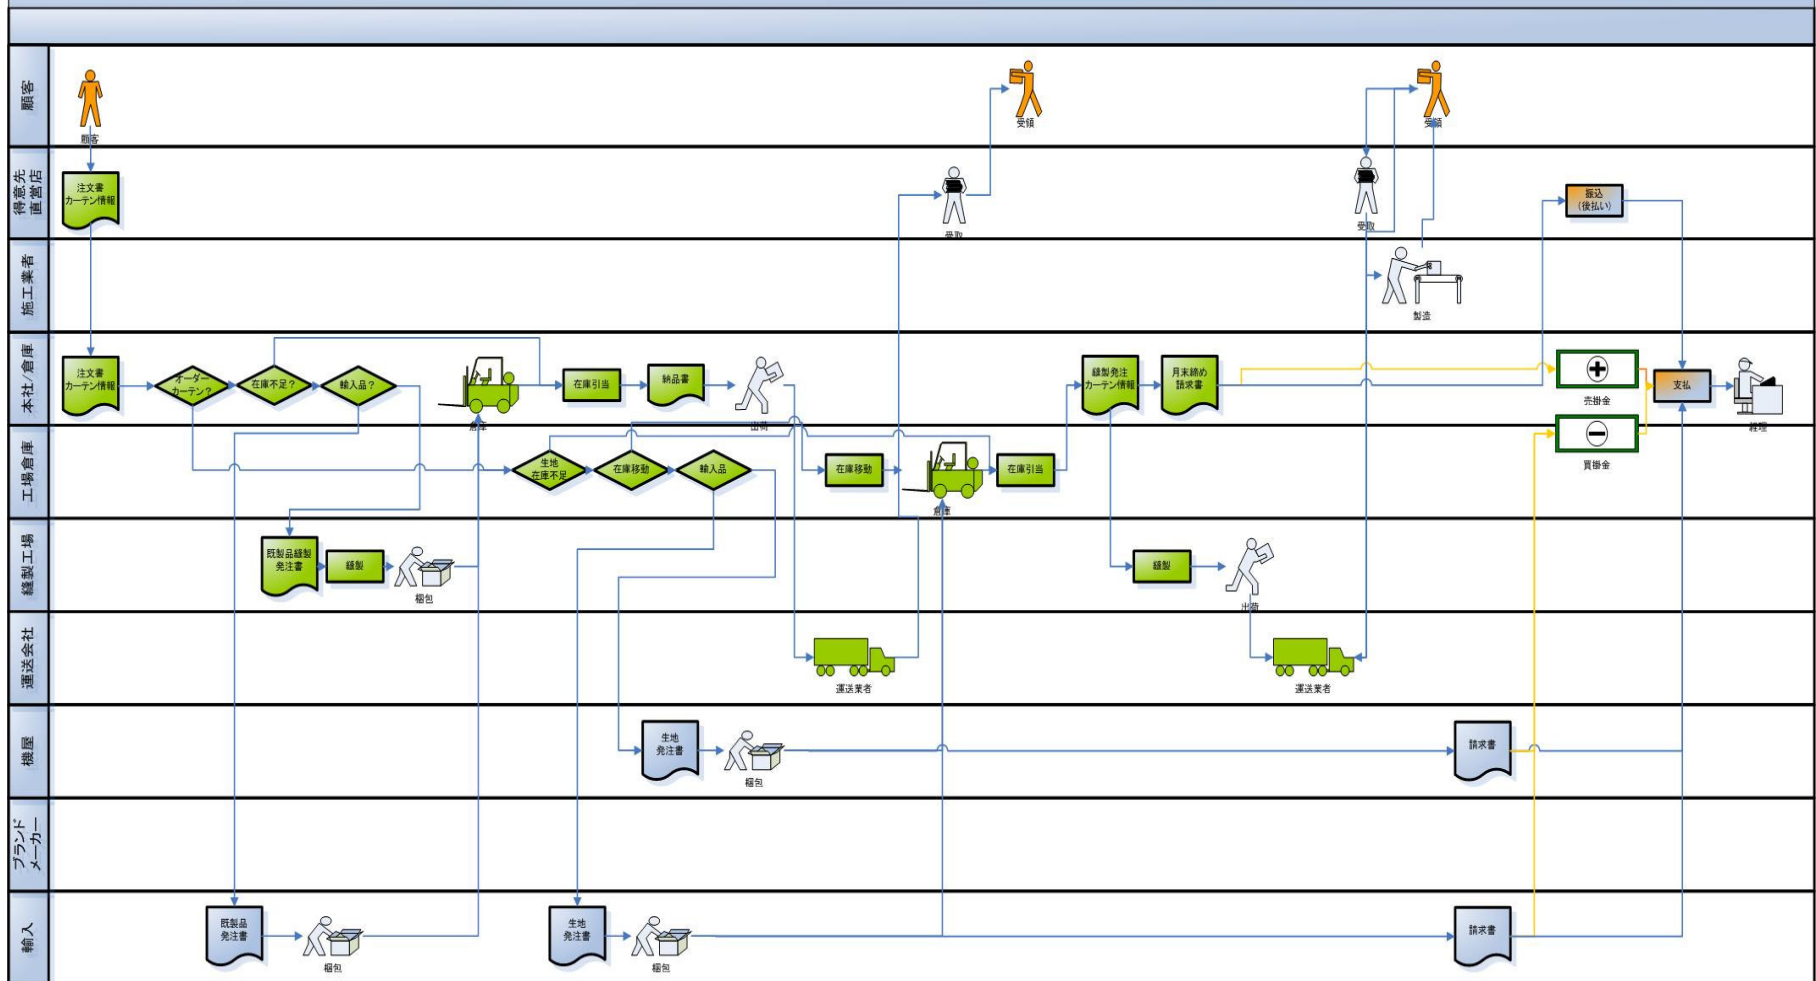 顧客
顧客
受領
受領
得意先
直営店
注文書
カーテン情報
受取
受取
振込
(後払い)
施工業者
製造
本社/倉庫
注文書
カーテン情報
オーダー
カーテン?
在庫不足?
輸入品?
倉庫
在庫引当
納品書
出荷
縫製発注
カーテン情報
月末締め
請求書
売掛金
支払
経理
工場倉庫
生地
在庫不足
在庫移動
輸入品
在庫移動
倉庫
在庫引当
買掛金
縫製工場
既製品縫製
発注書
縫製
梱包
縫製
出荷
運送会社
運送業者
運送業者
機屋
生地
発注書
梱包
請求書
ブランド
メーカー
輸入
既製品
発注書
梱包
生地
発注書
梱包
請求書